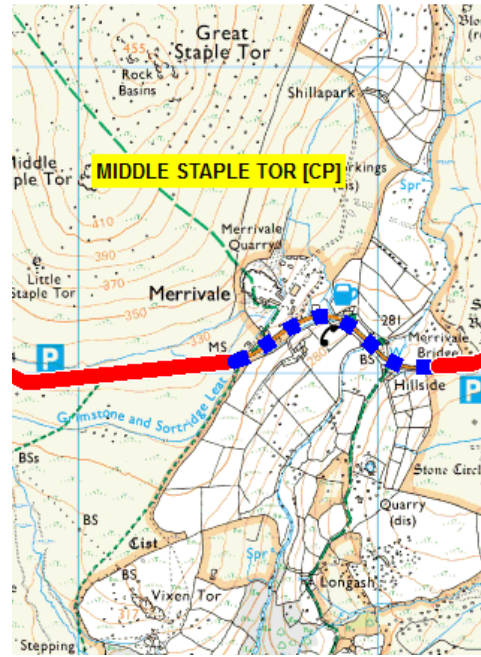 Great
Staple Tor
455
Rock
Basins
Shillapark
Middle
ple Tor
MIDDLE STAPLE TOR [CP]
rkings
(dis)
Spr
410
390
370
350
Little
Staple Tor
Merrivale
Quarry
Merrivale
330
MS
281
280
BS
Merrivale
Bridge
Hillside
P
P
Grimstone and Sortridge Leat
BSs
BS
Cist
BS
317
Vixen Tor
Spr
Stone Circl
Quarry
(dis)
Longash
Stepping